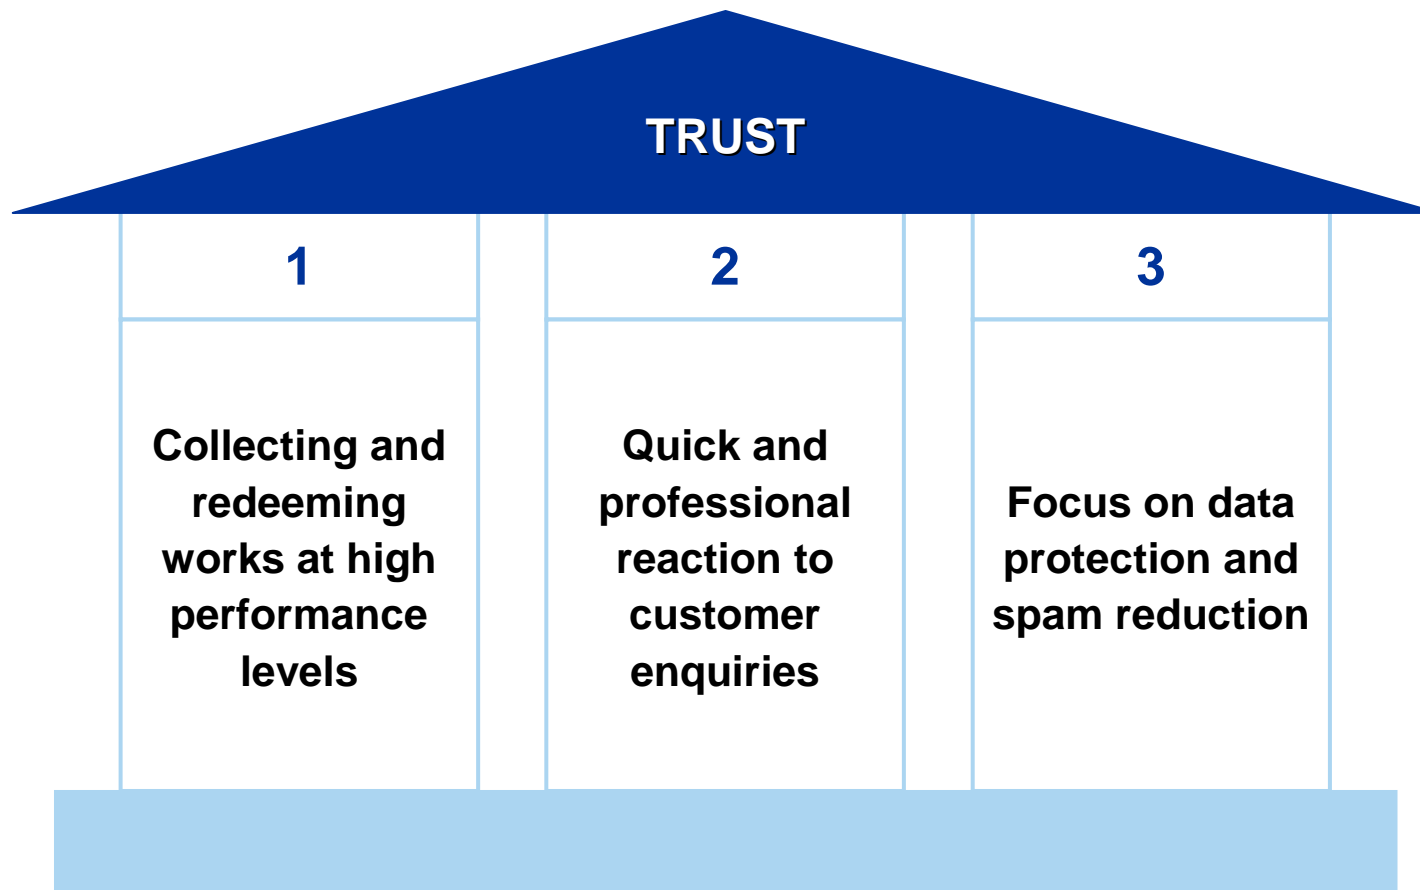 TRUST
1
2
3
Collecting and
redeeming
works at high
performance
levels
Quick and
professional
reaction to
customer
enquiries
Focus on data
protection and
spam reduction